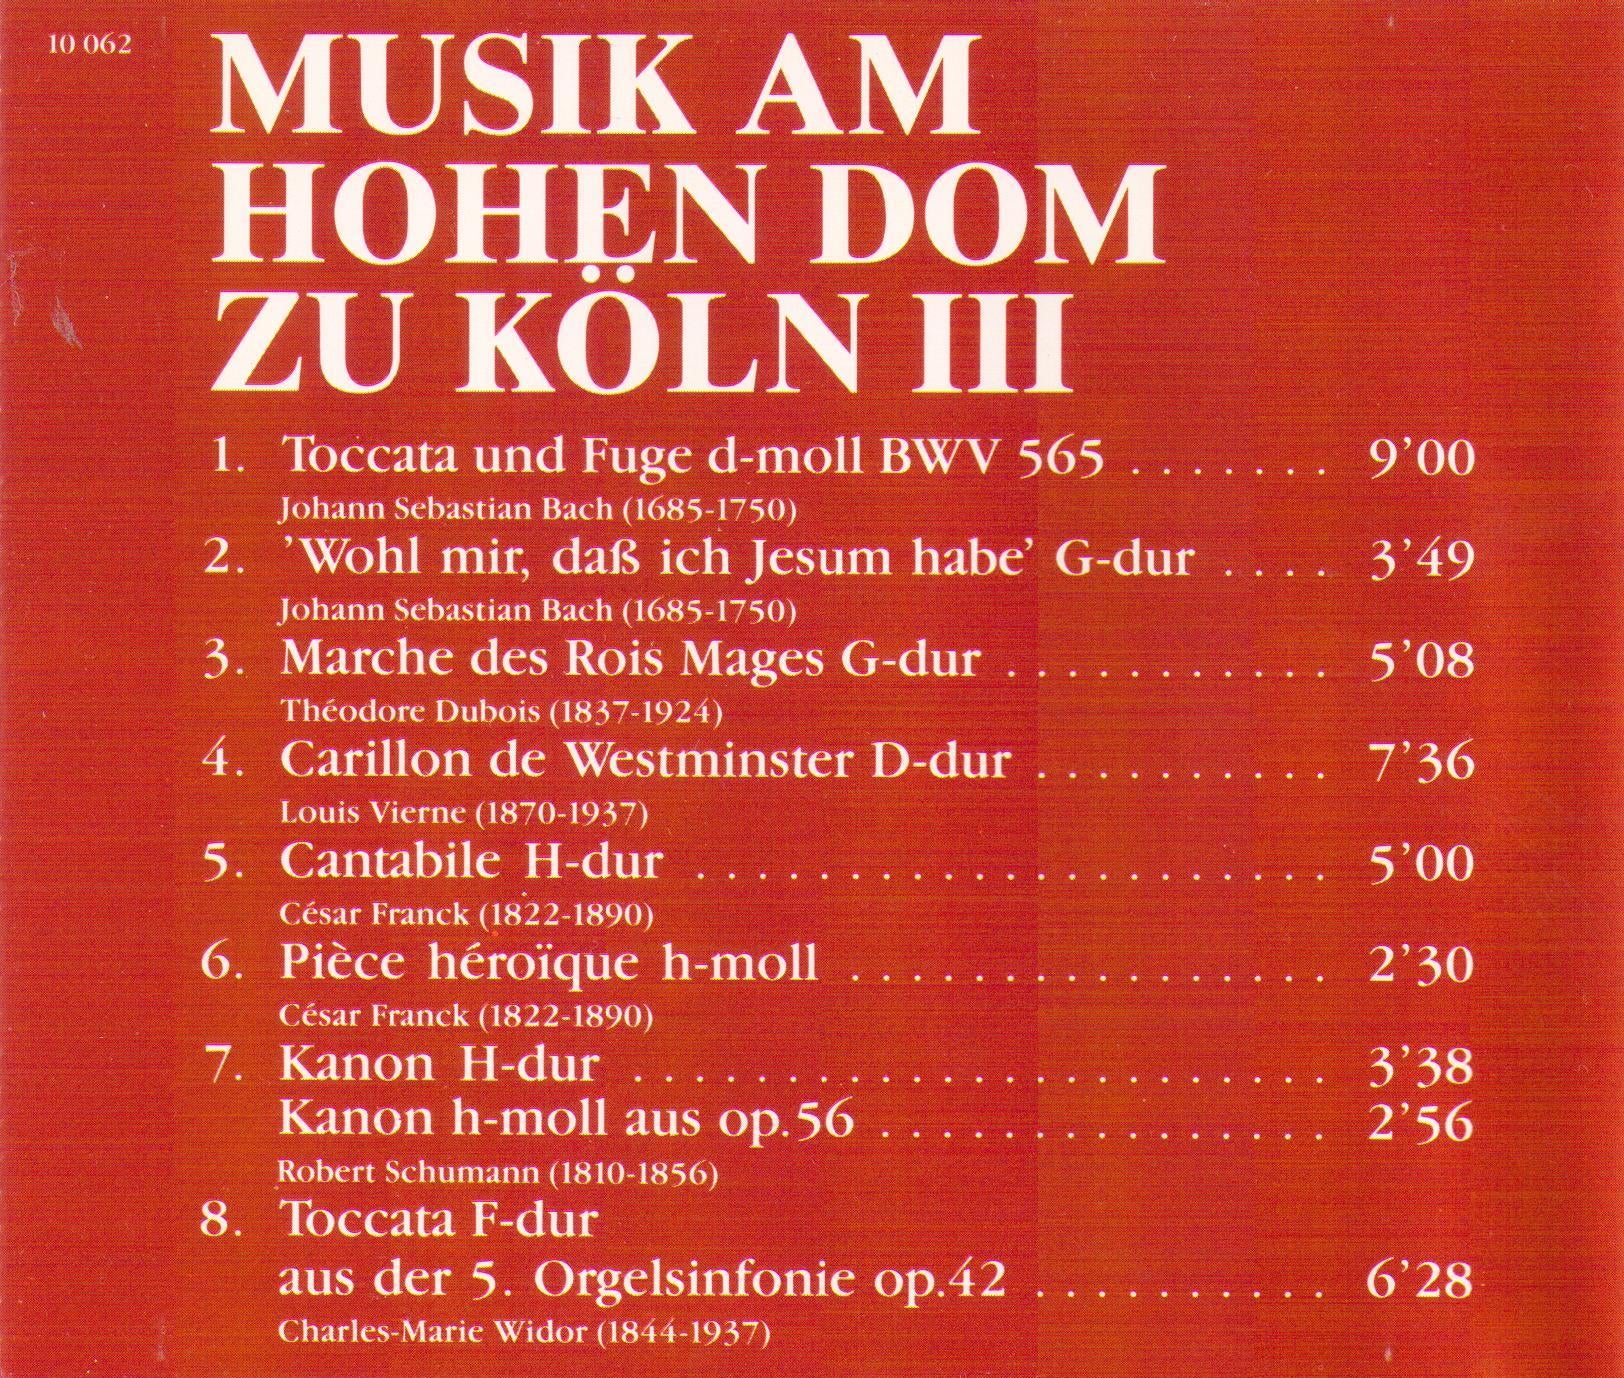 10 062
MUSIK AM
HOHEN DOM
ZU KÖLN III
1. Toccata und Fuge d-moll BWV 565 . . . . . . . 9’00
Johann Sebastian Bach (1685-1750)
2. ’Wohl mir, daß ich Jesum habe’ G-dur . . . . 3’49
Johann Sebastian Bach (1685-1750)
3. Marche des Rois Mages G-dur . . . . . . . . . . . 5’08
Théodore Dubois (1837-1924)
4. Carillon de Westminster D-dur . . . . . . . . . . 7’36
Louis Vierne (1870-1937)
5. Cantabile H-dur . . . . . . . . . . . . . . . . . . . . . 5’00
César Franck (1822-1890)
6. Pièce héroïque h-moll . . . . . . . . . . . . . . . . 2’30
César Franck (1822-1890)
7. Kanon H-dur . . . . . . . . . . . . . . . . . . . . . . . 3’38
Kanon h-moll aus op.56 . . . . . . . . . . . . . . . 2’56
Robert Schumann (1810-1856)
8. Toccata F-dur
aus der 5. Orgelsinfonie op.42 . . . . . . . . . . 6’28
Charles-Marie Widor (1844-1937)